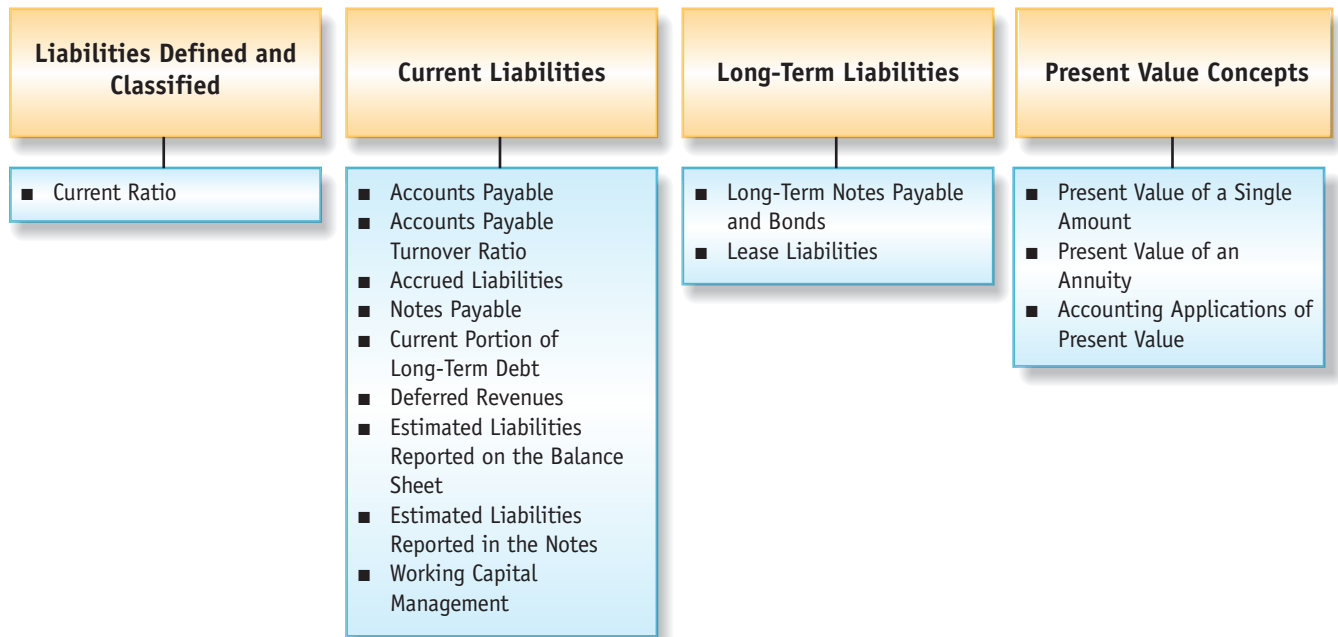 Liabilities Defined and
Classified
■ Current Ratio
Current Liabilities
■ Accounts Payable
■ Accounts Payable
Turnover Ratio
■ Accrued Liabilities
■ Notes Payable
■ Current Portion of
Long-Term Debt
■ Deferred Revenues
■ Estimated Liabilities
Reported on the Balance
Sheet
■ Estimated Liabilities
Reported in the Notes
■ Working Capital
Management
Long-Term Liabilities
■ Long-Term Notes Payable
and Bonds
■ Lease Liabilities
Present Value Concepts
■ Present Value of a Single
Amount
■ Present Value of an
Annuity
■ Accounting Applications of
Present Value